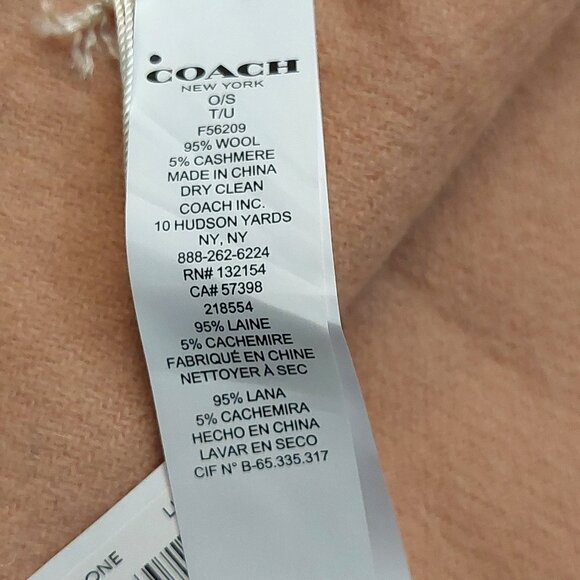 COACH
NEW YORK
O/S
T/U
F56209
95% WOOL
5% CASHMERE
MADE IN CHINA
DRY CLEAN
COACH INC.
10 HUDSON YARDS
NY, NY
888-262-6224
RN# 132154
CA# 57398
218554
95% LAINE
5% CACHEMIRE
FABRIQUÉ EN CHINE
NETTOYER À SEC
95% LANA
5% CACHEMIRA
HECHO EN CHINA
LAVAR EN SECO
CIF N° B-65.335.317
ONE